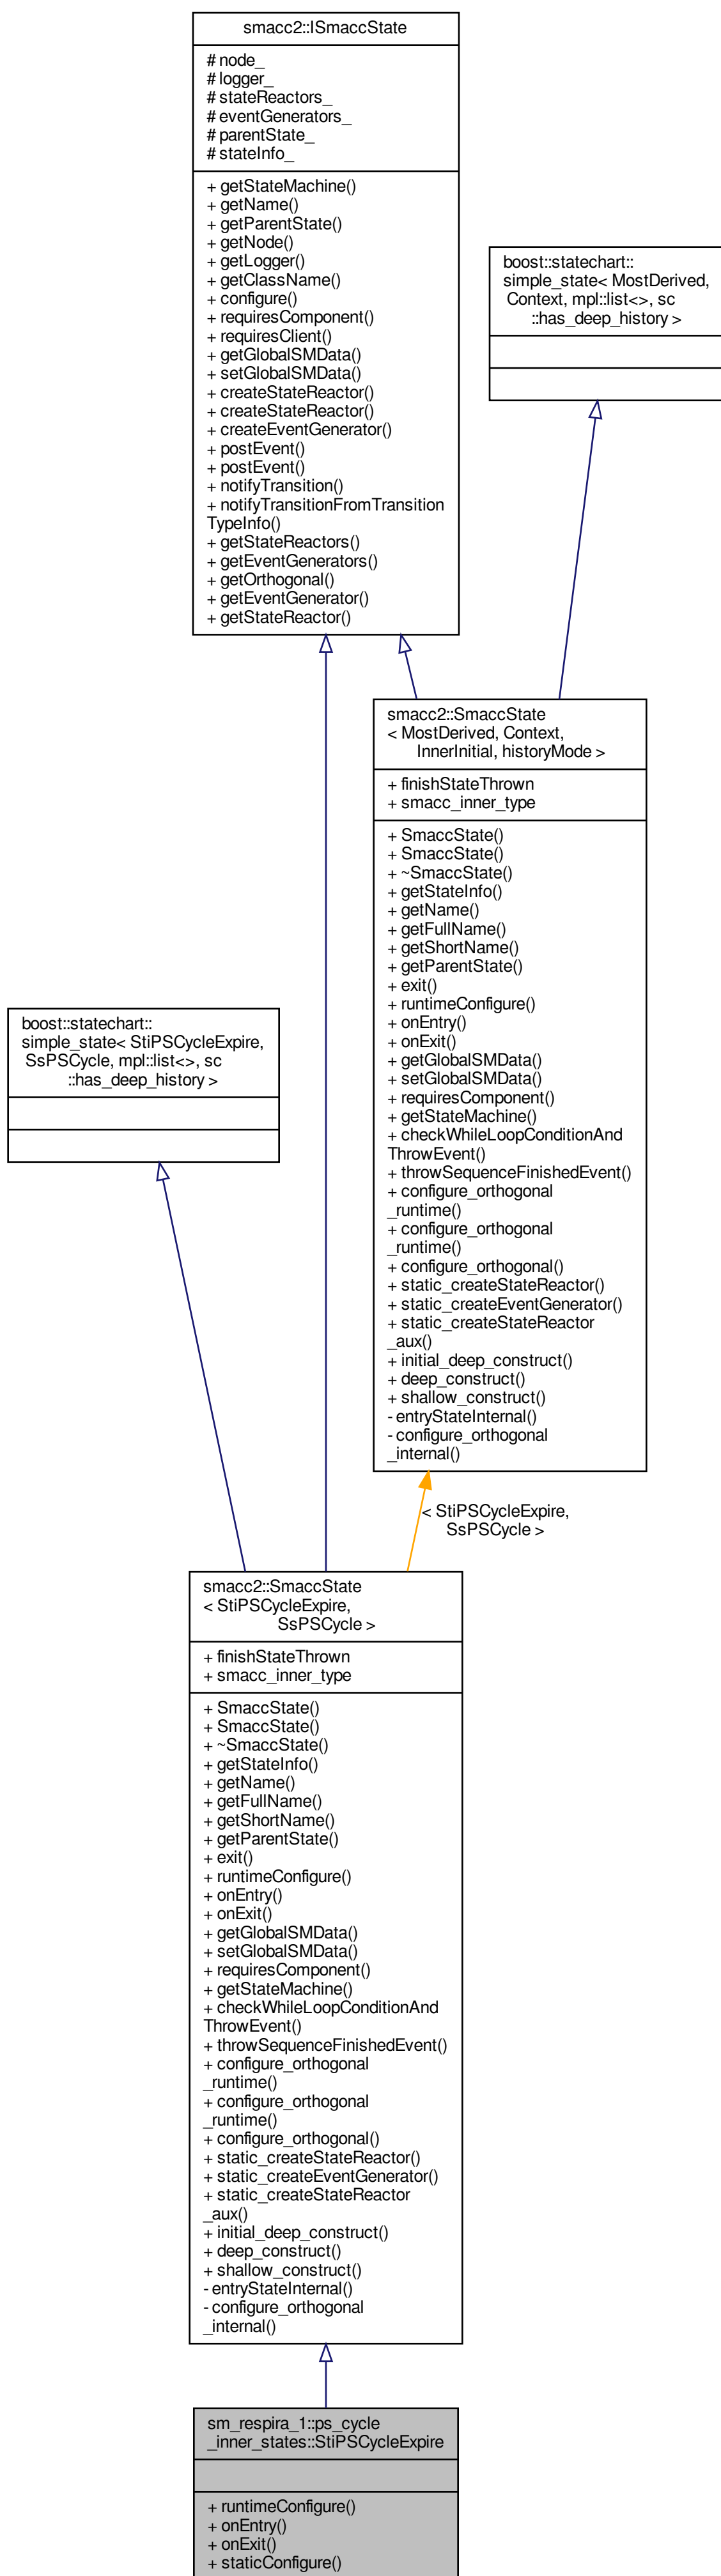 smacc2::ISmaccState
# node_
# logger_
# stateReactors_
# eventGenerators_
# parentState_
# stateInfo_
+ getStateMachine()
+ getName()
+ getParentState()
+ getNode()
+ getLogger()
+ getClassName()
+ configure()
+ requiresComponent()
+ requiresClient()
+ getGlobalSMData()
+ setGlobalSMData()
+ createStateReactor()
+ createStateReactor()
+ createEventGenerator()
+ postEvent()
+ postEvent()
+ notifyTransition()
+ notifyTransitionFromTransition
TypeInfo()
+ getStateReactors()
+ getEventGenerators()
+ getOrthogonal()
+ getEventGenerator()
+ getStateReactor()
boost::statechart::
simple_state< MostDerived,
Context, mpl::list<>, sc
::has_deep_history >
smacc2::SmaccState
< MostDerived, Context,
InnerInitial, historyMode >
+ finishStateThrown
+ smacc_inner_type
+ SmaccState()
+ SmaccState()
+ ~SmaccState()
+ getStateInfo()
+ getName()
+ getFullName()
+ getShortName()
+ getParentState()
+ exit()
+ runtimeConfigure()
+ onEntry()
+ onExit()
+ getGlobalSMData()
+ setGlobalSMData()
+ requiresComponent()
+ getStateMachine()
+ checkWhileLoopConditionAnd
ThrowEvent()
+ throwSequenceFinishedEvent()
+ configure_orthogonal
_runtime()
+ configure_orthogonal
_runtime()
+ configure_orthogonal()
+ static_createStateReactor()
+ static_createEventGenerator()
+ static_createStateReactor
_aux()
+ initial_deep_construct()
+ deep_construct()
+ shallow_construct()
- entryStateInternal()
- configure_orthogonal
_internal()
boost::statechart::
simple_state< StiPSCycleExpire,
SsPSCycle, mpl::list<>, sc
::has_deep_history >
< StiPSCycleExpire,
SsPSCycle >
smacc2::SmaccState
< StiPSCycleExpire,
SsPSCycle >
+ finishStateThrown
+ smacc_inner_type
+ SmaccState()
+ SmaccState()
+ ~SmaccState()
+ getStateInfo()
+ getName()
+ getFullName()
+ getShortName()
+ getParentState()
+ exit()
+ runtimeConfigure()
+ onEntry()
+ onExit()
+ getGlobalSMData()
+ setGlobalSMData()
+ requiresComponent()
+ getStateMachine()
+ checkWhileLoopConditionAnd
ThrowEvent()
+ throwSequenceFinishedEvent()
+ configure_orthogonal
_runtime()
+ configure_orthogonal
_runtime()
+ configure_orthogonal()
+ static_createStateReactor()
+ static_createEventGenerator()
+ static_createStateReactor
_aux()
+ initial_deep_construct()
+ deep_construct()
+ shallow_construct()
- entryStateInternal()
- configure_orthogonal
_internal()
sm_respira_1::ps_cycle
_inner_states::StiPSCycleExpire
+ runtimeConfigure()
+ onEntry()
+ onExit()
+ staticConfigure()